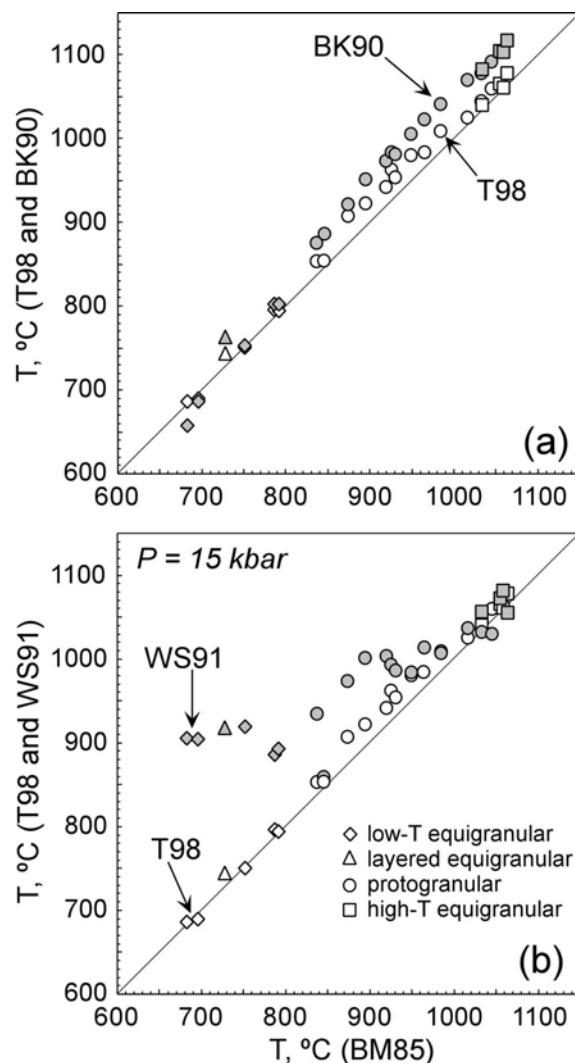 1100
1000
900
800
700
600
T, ºC (T98 and BK90)
BK90
T98
(a)
600 700 800 900 1000 1100
P = 15 kbar
1100
1000
900
800
700
600
T, ºC (T98 and WS91)
WS91
T98
low-T equigranular
layered equigranular
protogranular
high-T equigranular
(b)
600 700 800 900 1000 1100
T, ºC (BM85)